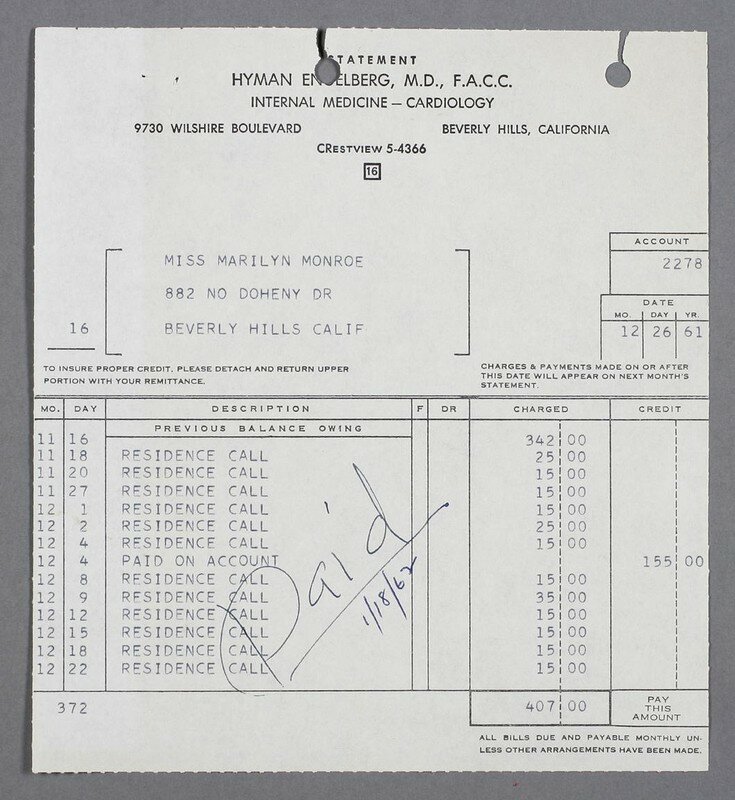 STATEMENT
HYMAN ENGELBERG, M.D., F.A.C.C.
INTERNAL MEDICINE — CARDIOLOGY
9730 WILSHIRE BOULEVARD BEVERLY HILLS, CALIFORNIA
CRESTVIEW 5-4366
16
ACCOUNT
2278
MISS MARILYN MONROE
882 NO DOHENY DR
16 BEVERLY HILLS CALIF
DATE
MO. DAY YR.
12 26 61
TO INSURE PROPER CREDIT, PLEASE DETACH AND RETURN UPPER
PORTION WITH YOUR REMITTANCE.
CHARGES & PAYMENTS MADE ON OR AFTER
THIS DATE WILL APPEAR ON NEXT MONTH'S
STATEMENT.
MO. DAY DESCRIPTION F DR CHARGED CREDIT
PREVIOUS BALANCE OWING
11 16 342 00
11 18 RESIDENCE CALL 25 00
11 20 RESIDENCE CALL 15 00
11 27 RESIDENCE CALL 15 00
12 1 RESIDENCE CALL 15 00
12 2 RESIDENCE CALL 25 00
12 4 RESIDENCE CALL 15 00
12 4 PAID ON ACCOUNT 155 00
12 8 RESIDENCE CALL 15 00
12 9 RESIDENCE CALL 35 00
12 12 RESIDENCE CALL 15 00
12 15 RESIDENCE CALL 15 00
12 18 RESIDENCE CALL 15 00
12 22 RESIDENCE CALL 15 00
Paid
1/18/62
372 407 00 PAY
THIS
AMOUNT
ALL BILLS DUE AND PAYABLE MONTHLY UN-
LESS OTHER ARRANGEMENTS HAVE BEEN MADE.